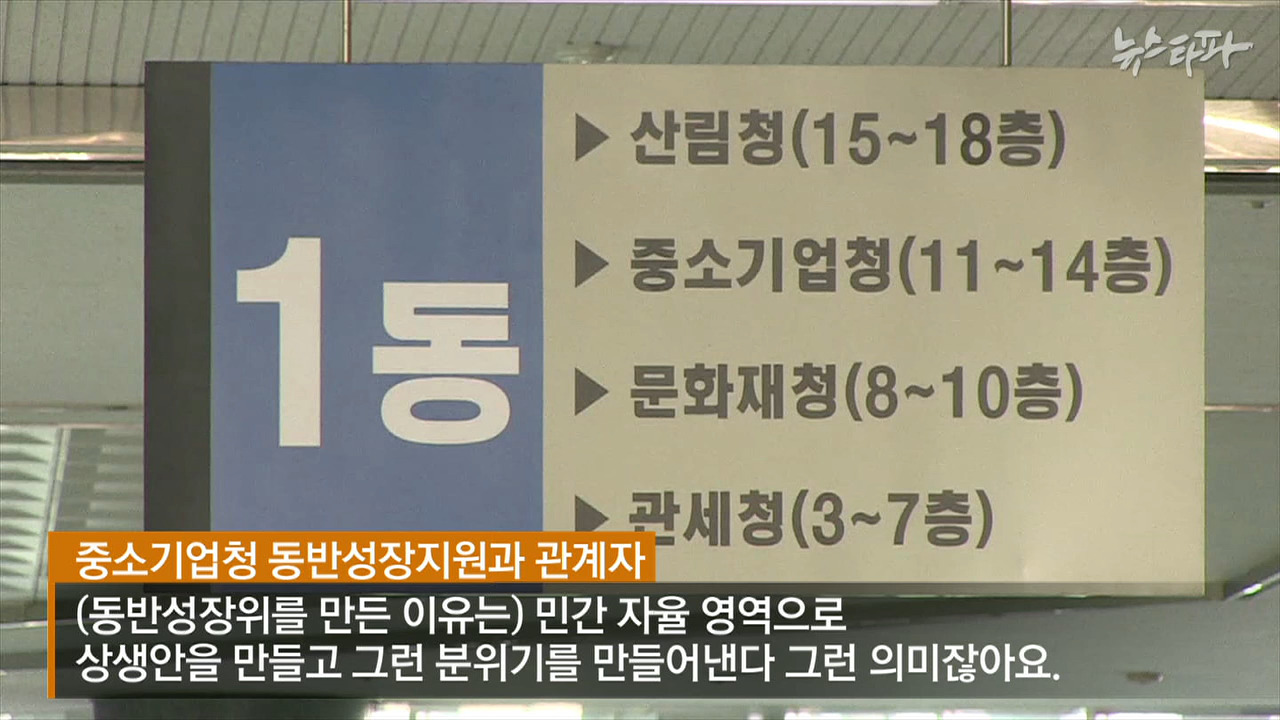 뉴스타파
1동
▶ 산림청(15~18층)
▶ 중소기업청(11~14층)
▶ 문화재청(8~10층)
▶ 관세청(3~7층)
중소기업청 동반성장지원과 관계자
(동반성장위를 만든 이유는) 민간 자율 영역으로
상생안을 만들고 그런 분위기를 만들어낸다 그런 의미잖아요.